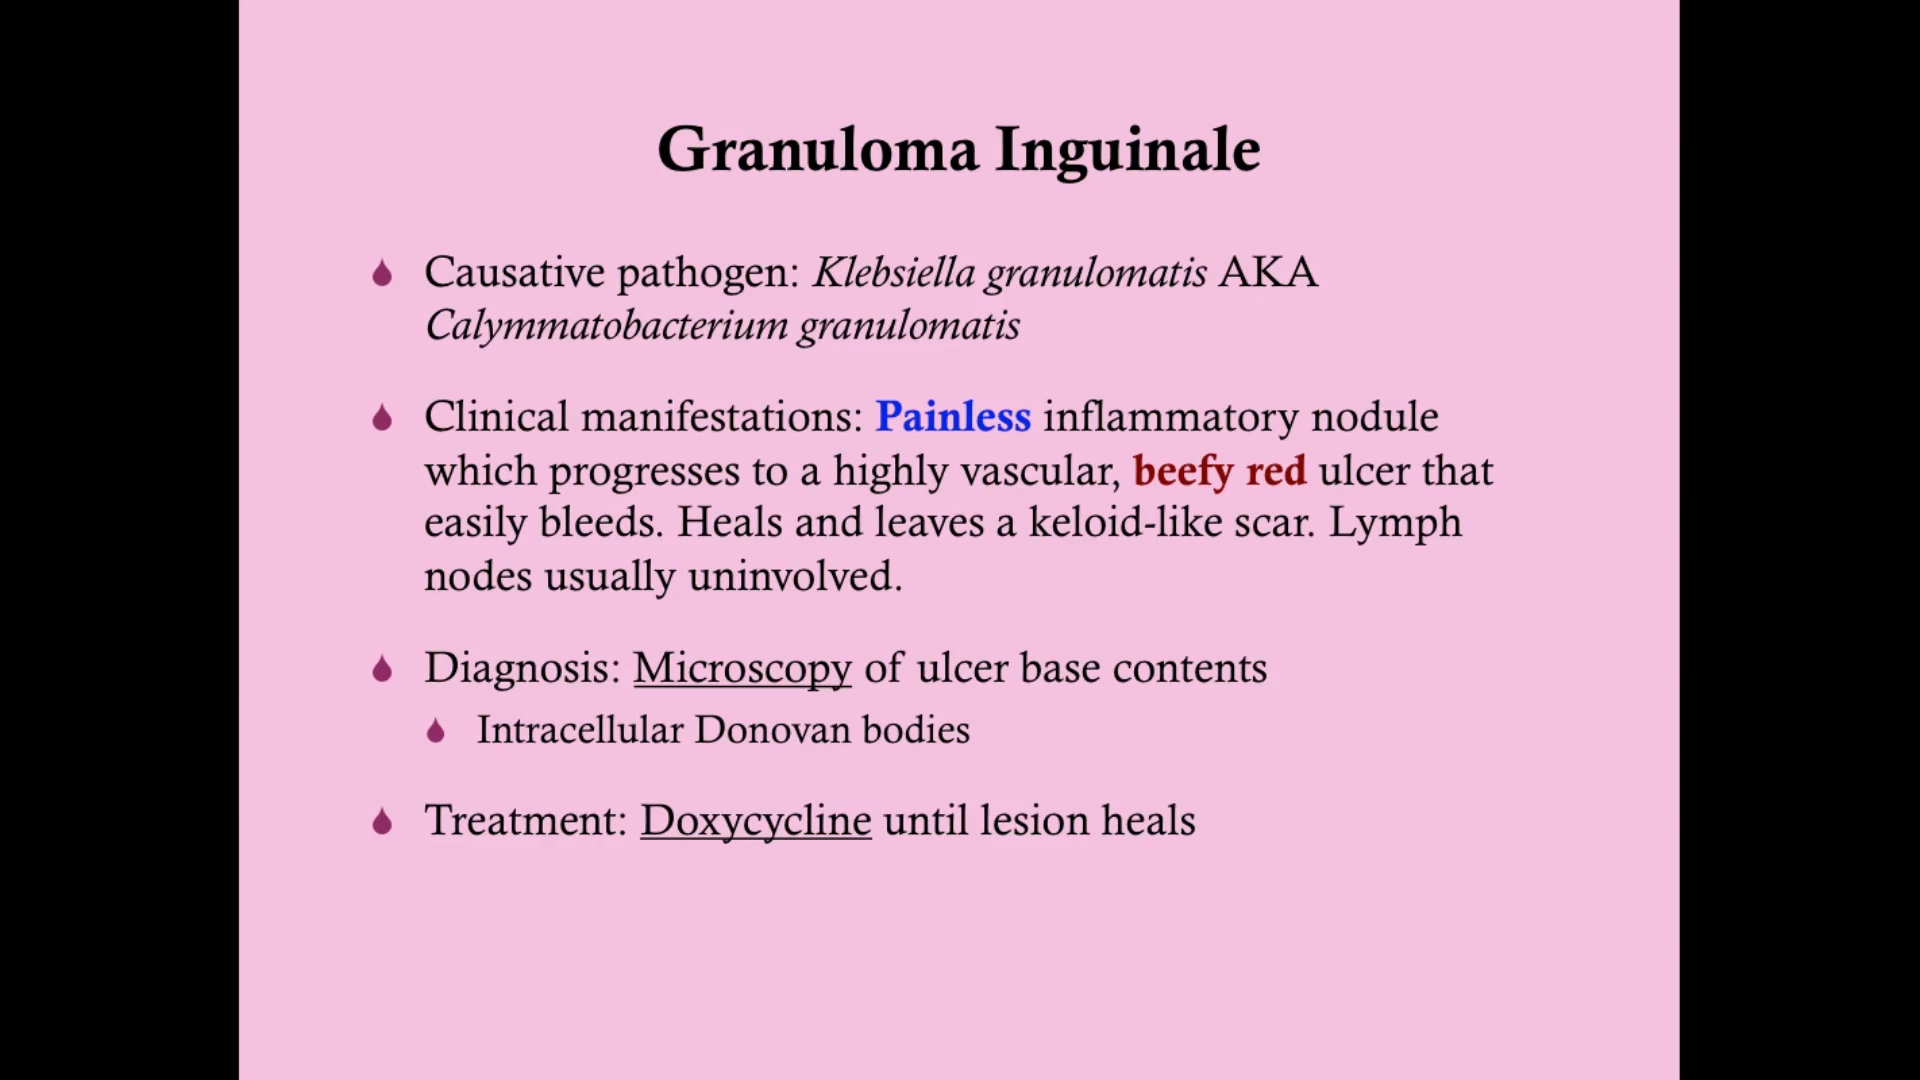 Granuloma Inguinale
Causative pathogen: Klebsiella granulomatis AKA
Calymmatobacterium granulomatis
Clinical manifestations: Painless inflammatory nodule
which progresses to a highly vascular, beefy red ulcer that
easily bleeds. Heals and leaves a keloid-like scar. Lymph
nodes usually uninvolved.
Diagnosis: Microscopy of ulcer base contents
Intracellular Donovan bodies
Treatment: Doxycycline until lesion heals